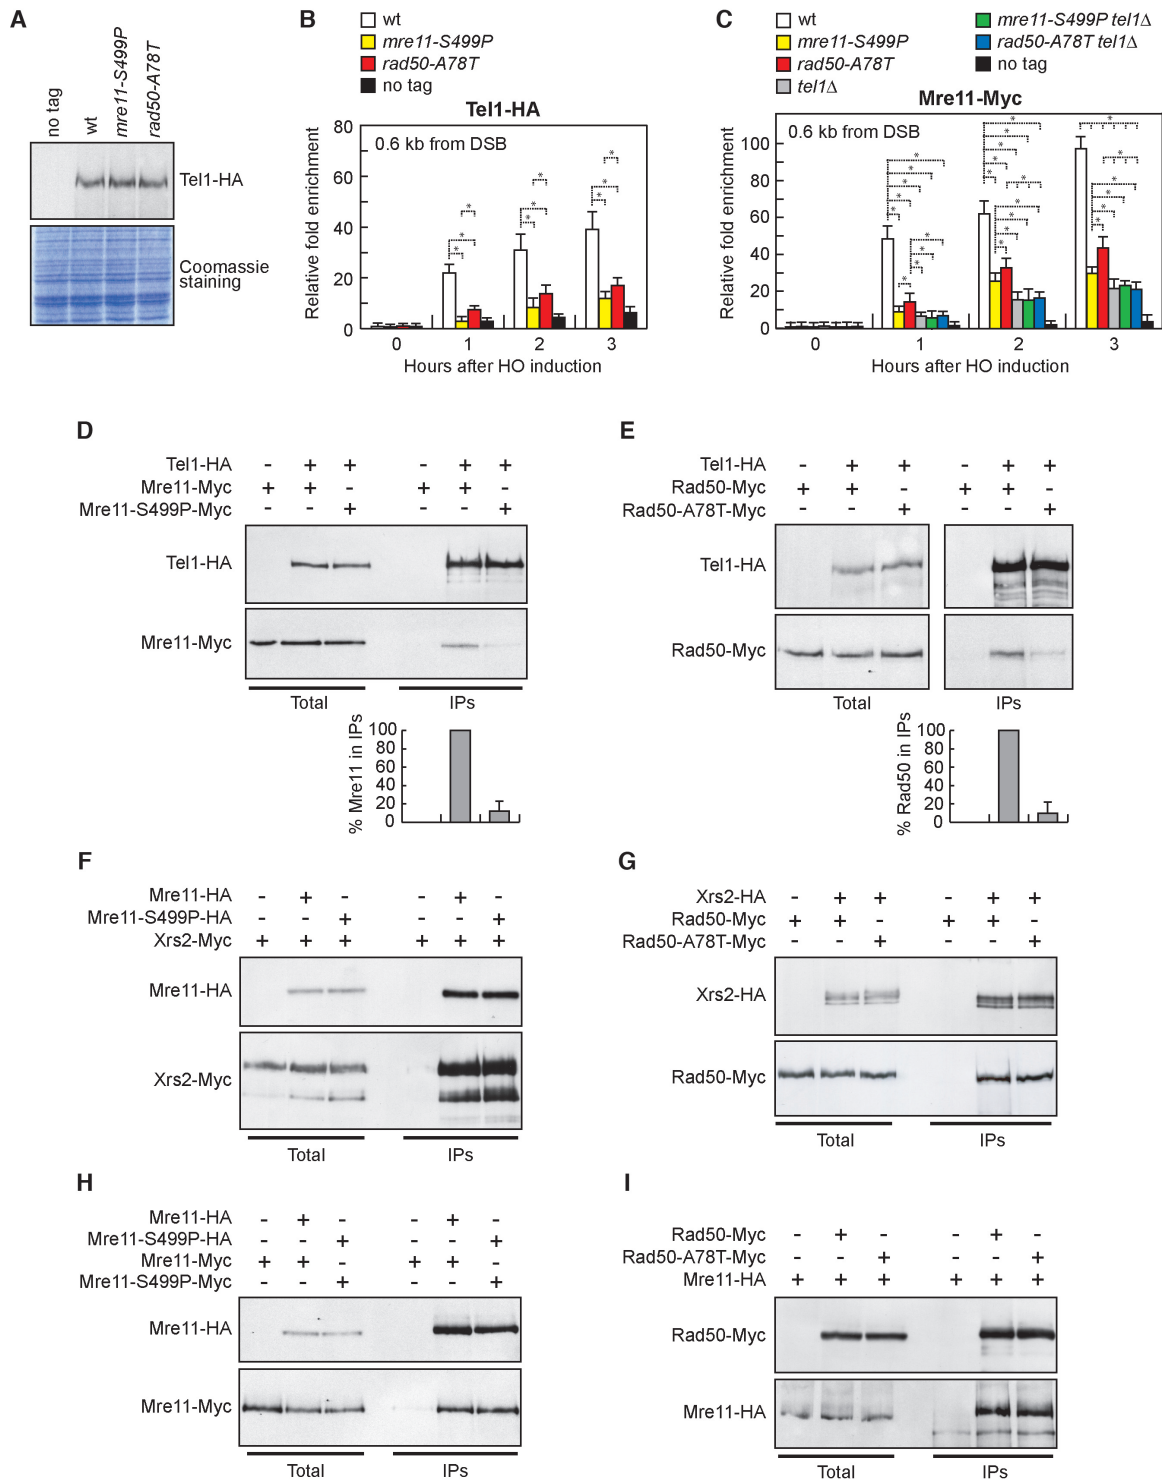 A
no tag
wt
mre11-S499P
rad50-A78T
Tel1-HA
Coomassie
staining
B
wt
mre11-S499P
rad50-A78T
no tag
Tel1-HA
0.6 kb from DSB
Relative fold enrichment
80
60
40
20
0
* * * * * * * * *
0 1 2 3
Hours after HO induction
C
wt
mre11-S499P
rad50-A78T
tel1Δ
mre11-S499P tel1Δ
rad50-A78T tel1Δ
no tag
Mre11-Myc
0.6 kb from DSB
Relative fold enrichment
100
80
60
40
20
0
0 1 2 3
Hours after HO induction
D
Tel1-HA - + + - + +
Mre11-Myc + + - + + -
Mre11-S499P-Myc - - + - - +
Tel1-HA
Mre11-Myc
Total IPs
% Mre11 in IPs
100
80
60
40
20
0
E
Tel1-HA - + + - + +
Rad50-Myc + + - + + -
Rad50-A78T-Myc - - + - - +
Tel1-HA
Rad50-Myc
Total IPs
% Rad50 in IPs
100
80
60
40
20
0
F
Mre11-HA - + - - + -
Mre11-S499P-HA - - + - - +
Xrs2-Myc + + + + + +
Mre11-HA
Xrs2-Myc
Total IPs
G
Xrs2-HA - + + - + +
Rad50-Myc + + - + + -
Rad50-A78T-Myc - - + - - +
Xrs2-HA
Rad50-Myc
Total IPs
H
Mre11-HA - + - - + -
Mre11-S499P-HA - - + - - +
Mre11-Myc + + - + + -
Mre11-S499P-Myc - - + - - +
Mre11-HA
Mre11-Myc
Total IPs
I
Rad50-Myc - + - - + -
Rad50-A78T-Myc - - + - - +
Mre11-HA + + + + + +
Rad50-Myc
Mre11-HA
Total IPs